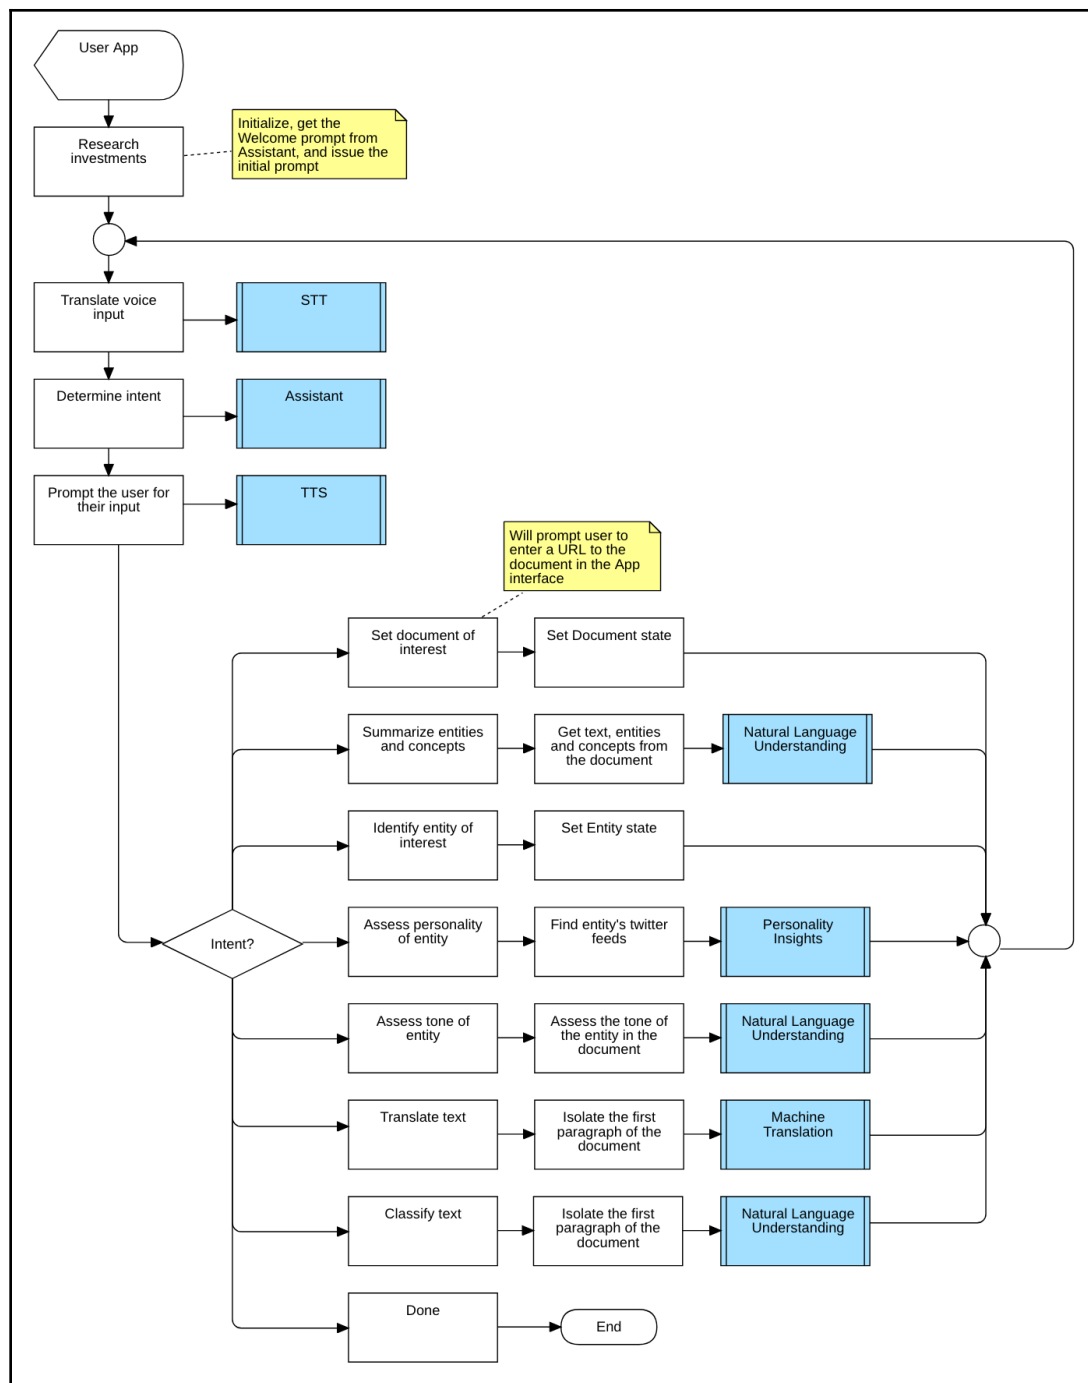 User App
Research
investments
Initialize, get the
Welcome prompt from
Assistant, and issue the
initial prompt
Translate voice
input
STT
Determine intent
Assistant
Prompt the user for
their input
TTS
Will prompt user to
enter a URL to the
document in the App
interface
Set document of
interest
Set Document state
Summarize entities
and concepts
Get text, entities
and concepts from
the document
Natural Language
Understanding
Identify entity of
interest
Set Entity state
Intent?
Assess personality
of entity
Find entity's twitter
feeds
Personality
Insights
Assess tone of
entity
Assess the tone of
the entity in the
document
Natural Language
Understanding
Translate text
Isolate the first
paragraph of the
document
Machine
Translation
Classify text
Isolate the first
paragraph of the
document
Natural Language
Understanding
Done
End